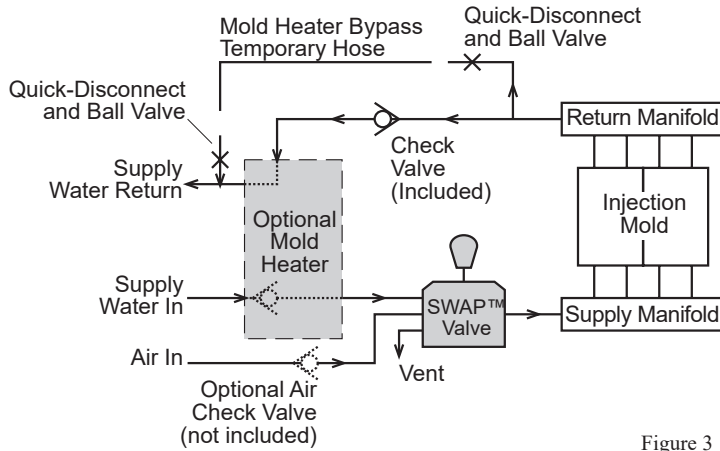 Mold Heater Bypass
Temporary Hose
Quick-Disconnect
and Ball Valve
Quick-Disconnect
and Ball Valve
Return Manifold
Check
Valve
(Included)
Supply
Water Return
Optional
Mold
Heater
Injection
Mold
Supply
Water In
SWAP™
Valve
Supply Manifold
Air In
Vent
Optional Air
Check Valve
(not included)
Figure 3